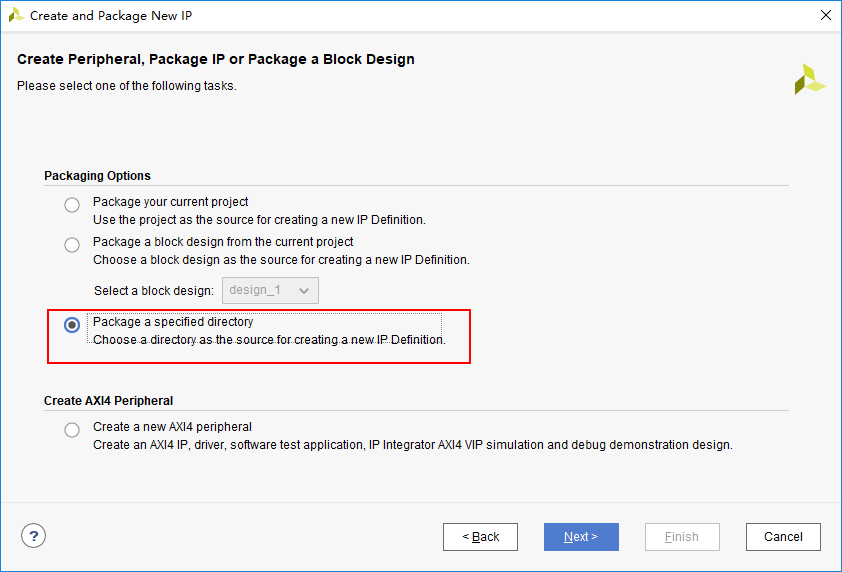 Create and Package New IP
Create Peripheral, Package IP or Package a Block Design
Please select one of the following tasks.
Packaging Options
Package your current project
Use the project as the source for creating a new IP Definition.
Package a block design from the current project
Choose a block design as the source for creating a new IP Definition.
Select a block design: design_1
Package a specified directory
Choose a directory as the source for creating a new IP Definition.
Create AXI4 Peripheral
Create a new AXI4 peripheral
Create an AXI4 IP, driver, software test application, IP Integrator AXI4 VIP simulation and debug demonstration design.
? < Back Next > Finish Cancel